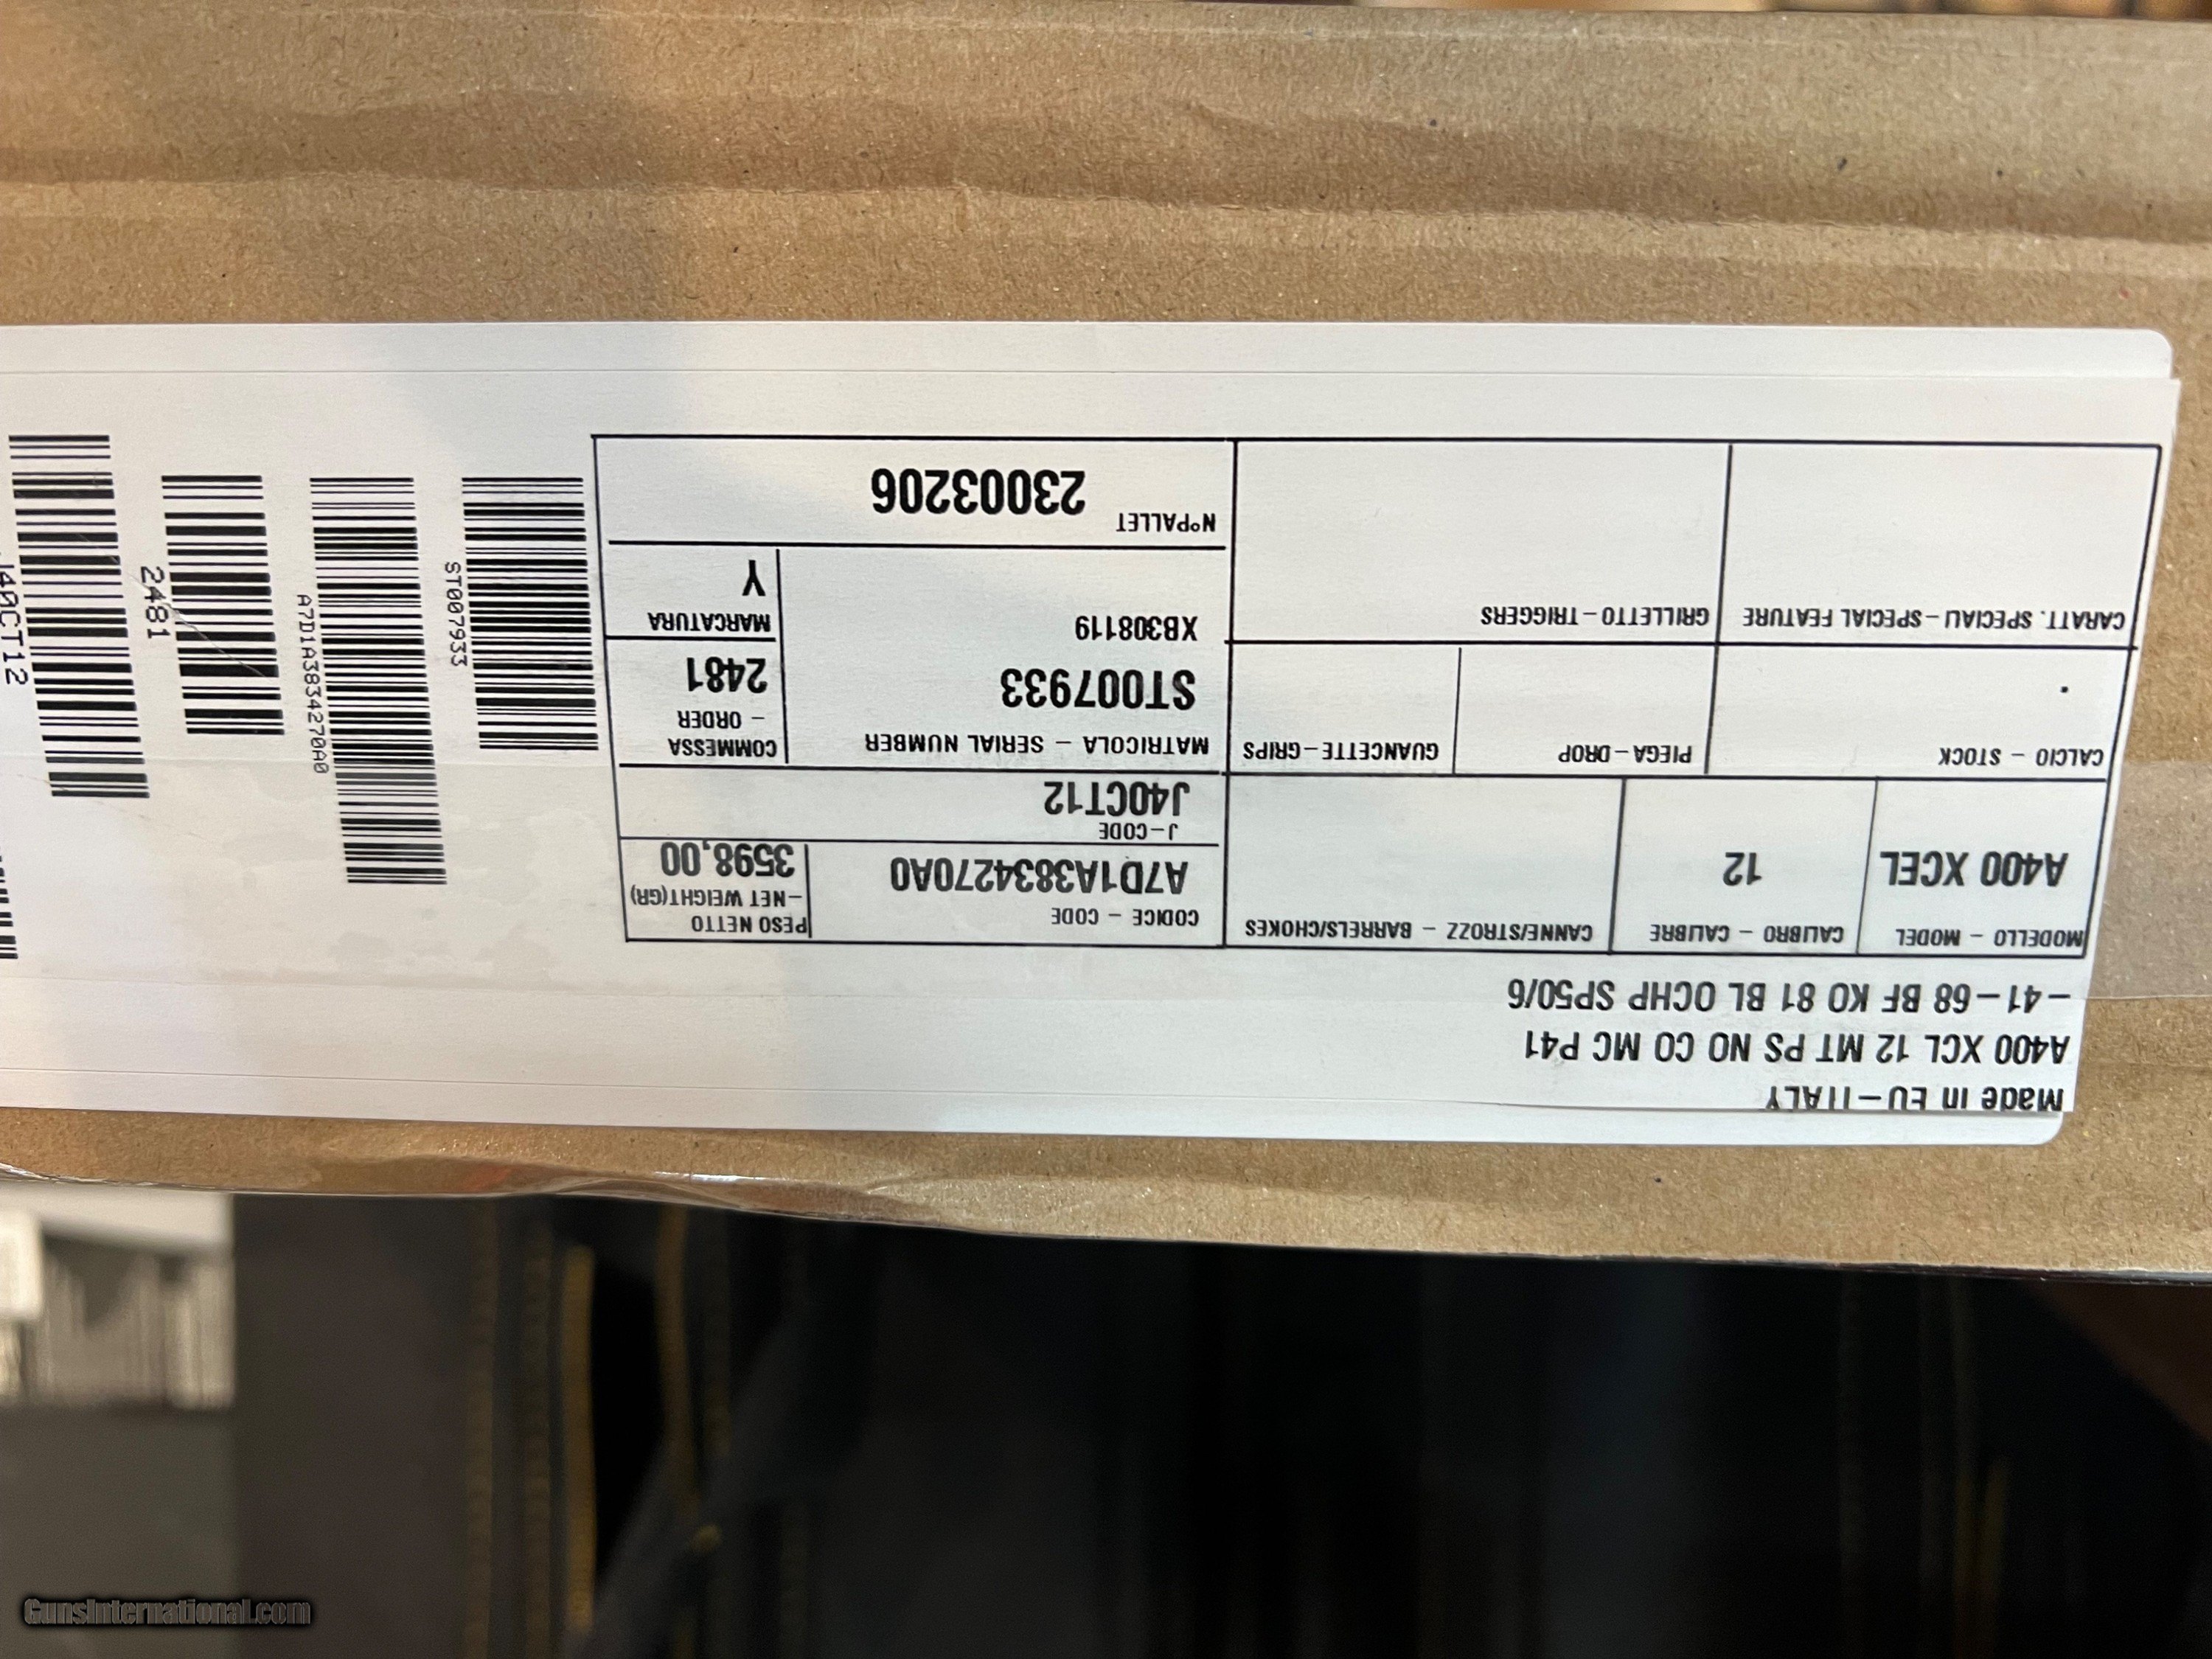 Made in EU-ITALY
A400 XCL 12 MT PS NO CO MC P41
-41-68 BF KO 81 BL OCHP SP50/6
MODELLO - MODEL
A400 XCEL
CALIBRO - CALIBRE
12
CANNE/STROZZ - BARRELS/CHOKES
CODICE - CODE
A7D1A3834270A0
PESO NETTO
-NET WEIGHT(GR)
3598,00
J-CODE
J40CT12
CALCIO - STOCK
.
PIEGA-DROP
GUANCETTE-GRIPS
MATRICOLA - SERIAL NUMBER
ST007933
XB308119
COMMESSA
- ORDER
2481
CARATT. SPECIALI-SPECIAL FEATURE
GRILLETTO-TRIGGERS
MARCATURA
Y
N°PALLET
23003206
ST007933
A7D1A3834270A0
2481
J40CT12
GunsInternational.com